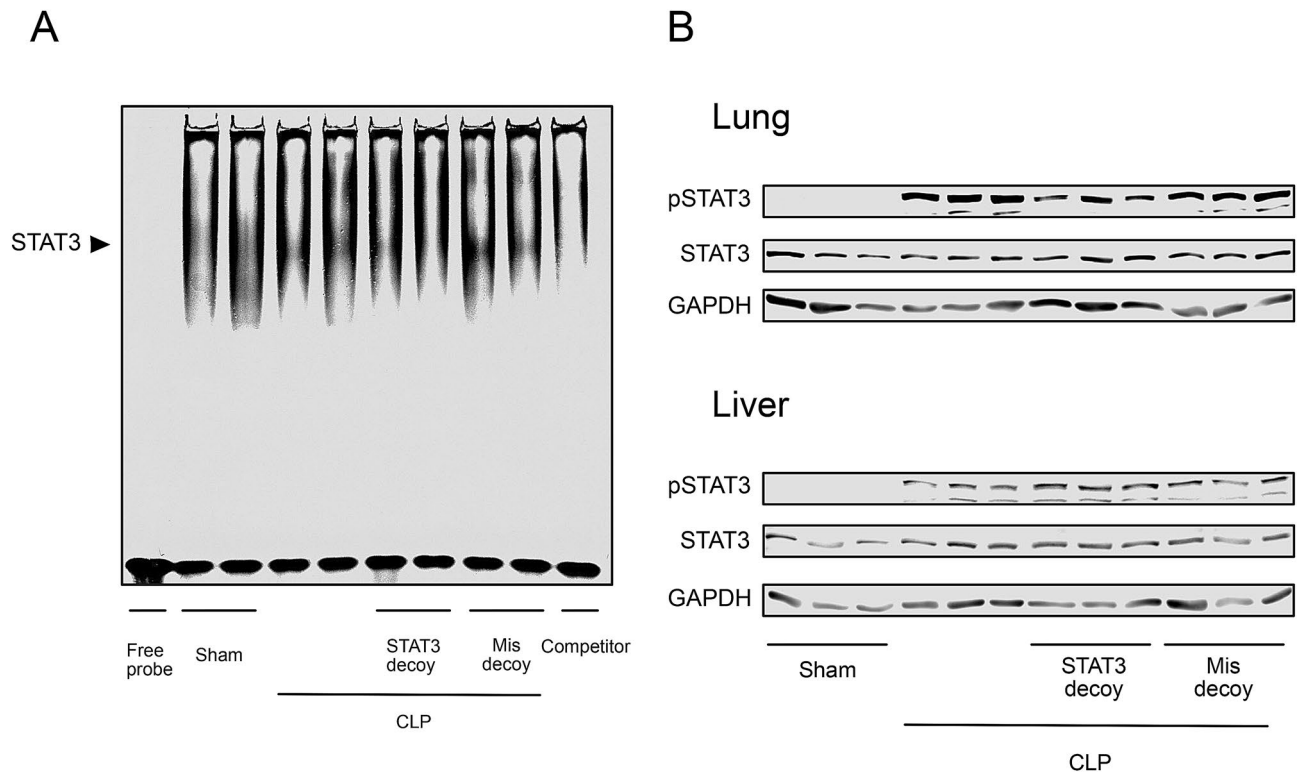 A
STAT3
Free
probe
Sham
STAT3
decoy
Mis
decoy
Competitor
CLP
B
Lung
pSTAT3
STAT3
GAPDH
Liver
pSTAT3
STAT3
GAPDH
Sham
STAT3
decoy
Mis
decoy
CLP